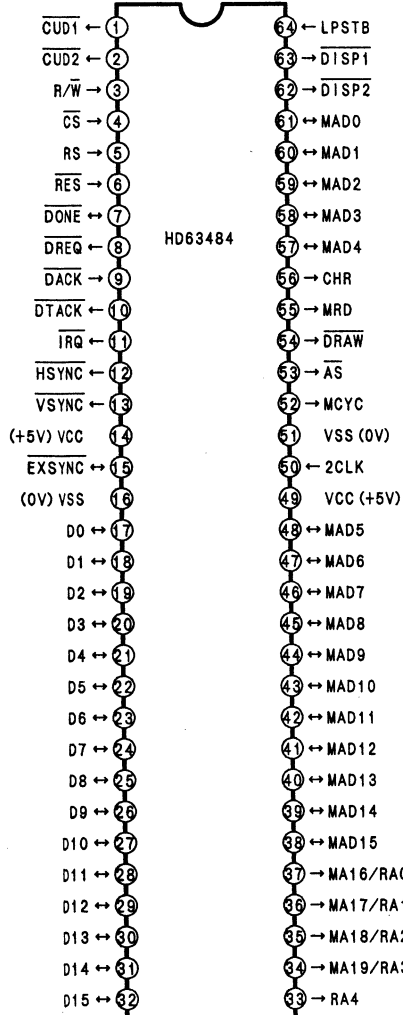 CUD1 ← 1
CUD2 ← 2
R/W → 3
CS → 4
RS → 5
RES → 6
DONE ↔ 7
DREQ ← 8
DACK → 9
DTACK ← 10
IRQ ← 11
HSYNC ← 12
VSYNC ← 13
(+5V) VCC 14
EXSYNC ↔ 15
(0V) VSS 16
D0 ↔ 17
D1 ↔ 18
D2 ↔ 19
D3 ↔ 20
D4 ↔ 21
D5 ↔ 22
D6 ↔ 23
D7 ↔ 24
D8 ↔ 25
D9 ↔ 26
D10 ↔ 27
D11 ↔ 28
D12 ↔ 29
D13 ↔ 30
D14 ↔ 31
D15 ↔ 32
HD63484
64 ← LPSTB
63 → DISP1
62 → DISP2
61 ↔ MAD0
60 ↔ MAD1
59 ↔ MAD2
58 ↔ MAD3
57 ↔ MAD4
56 → CHR
55 → MRD
54 → DRAW
53 → AS
52 → MCYC
51 VSS (0V)
50 ← 2CLK
49 VCC (+5V)
48 ↔ MAD5
47 ↔ MAD6
46 ↔ MAD7
45 ↔ MAD8
44 ↔ MAD9
43 ↔ MAD10
42 ↔ MAD11
41 ↔ MAD12
40 ↔ MAD13
39 ↔ MAD14
38 ↔ MAD15
37 → MA16/RA0
36 → MA17/RA1
35 → MA18/RA2
34 → MA19/RA3
33 → RA4